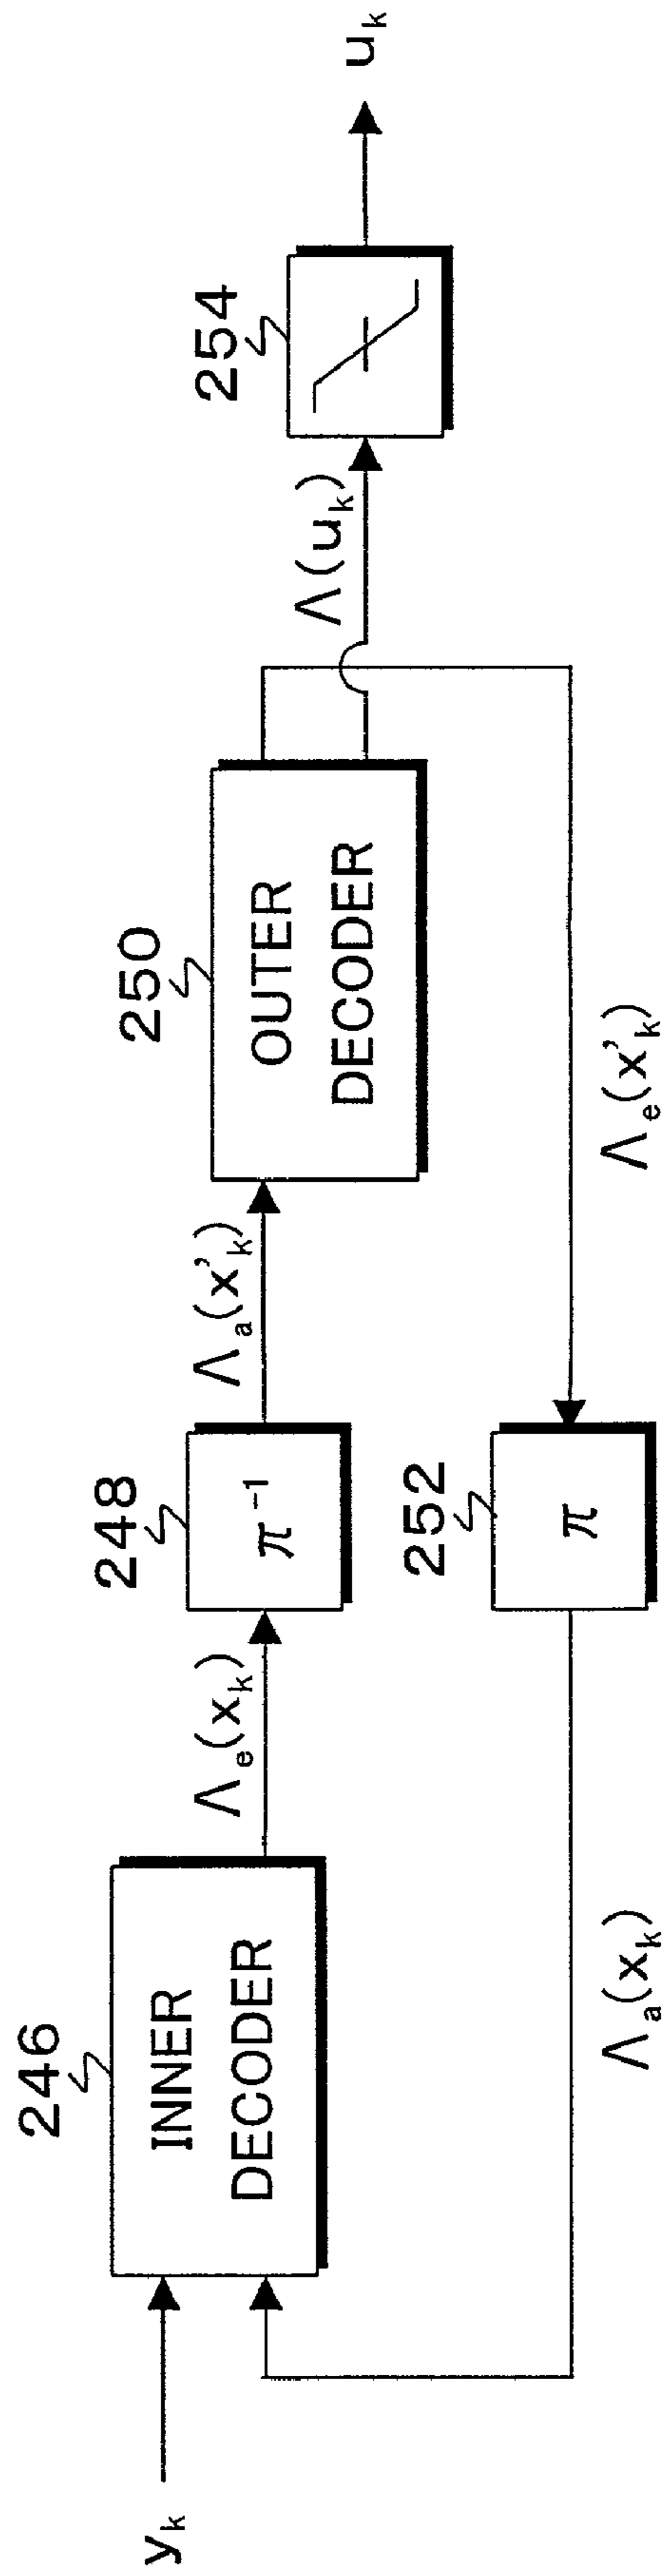 y_k
246
INNER
DECODER
Λ_e(x_k)
248
π⁻¹
Λ_a(x'_k)
250
OUTER
DECODER
Λ(u_k)
254
u_k
252
π
Λ_e(x'_k)
Λ_a(x_k)